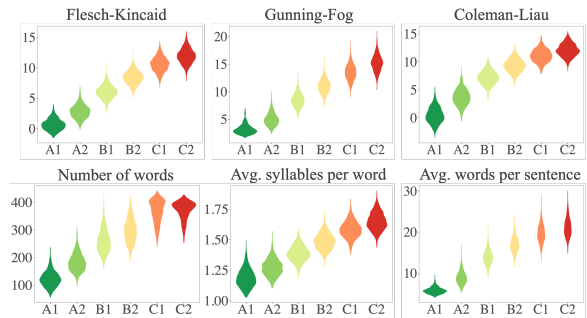 Flesch-Kincaid Gunning-Fog Coleman-Liau
15
10
5
0
A1 A2 B1 B2 C1 C2
20
15
10
5
A1 A2 B1 B2 C1 C2
15
10
5
0
A1 A2 B1 B2 C1 C2
Number of words Avg. syllables per word Avg. words per sentence
400
300
200
100
A1 A2 B1 B2 C1 C2
1.75
1.50
1.25
1.00
A1 A2 B1 B2 C1 C2
30
20
10
A1 A2 B1 B2 C1 C2